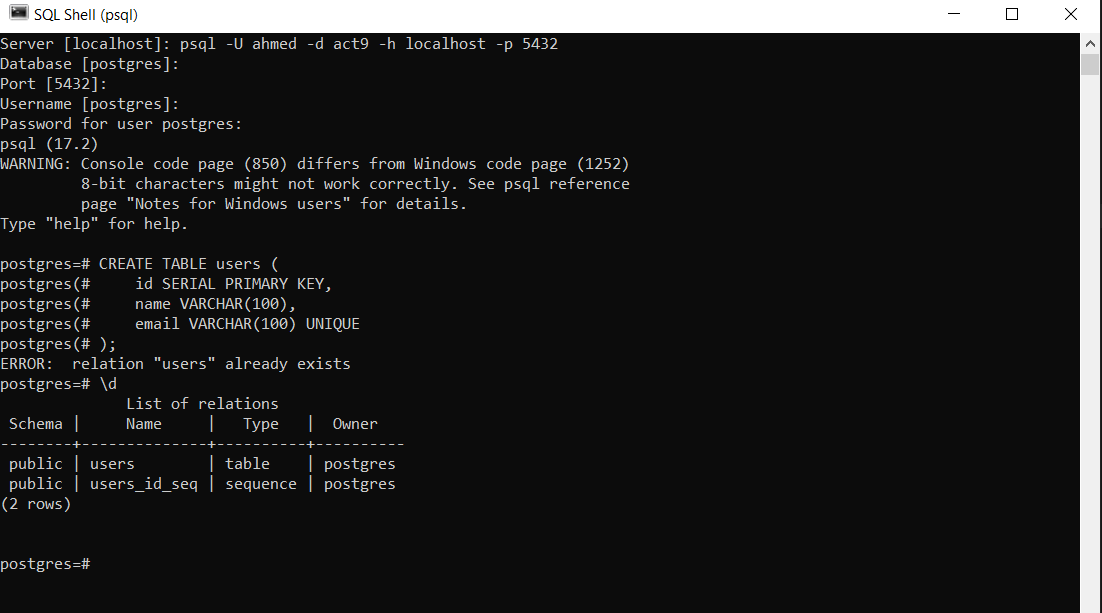 SQL Shell (psql)
Server [localhost]: psql -U ahmed -d act9 -h localhost -p 5432
Database [postgres]:
Port [5432]:
Username [postgres]:
Password for user postgres:
psql (17.2)
WARNING: Console code page (850) differs from Windows code page (1252)
         8-bit characters might not work correctly. See psql reference
         page "Notes for Windows users" for details.
Type "help" for help.

postgres=# CREATE TABLE users (
postgres(#     id SERIAL PRIMARY KEY,
postgres(#     name VARCHAR(100),
postgres(#     email VARCHAR(100) UNIQUE
postgres(# );
ERROR:  relation "users" already exists
postgres=# \d
              List of relations
 Schema |     Name     |   Type   |  Owner
--------+--------------+----------+----------
 public | users        | table    | postgres
 public | users_id_seq | sequence | postgres
(2 rows)


postgres=#